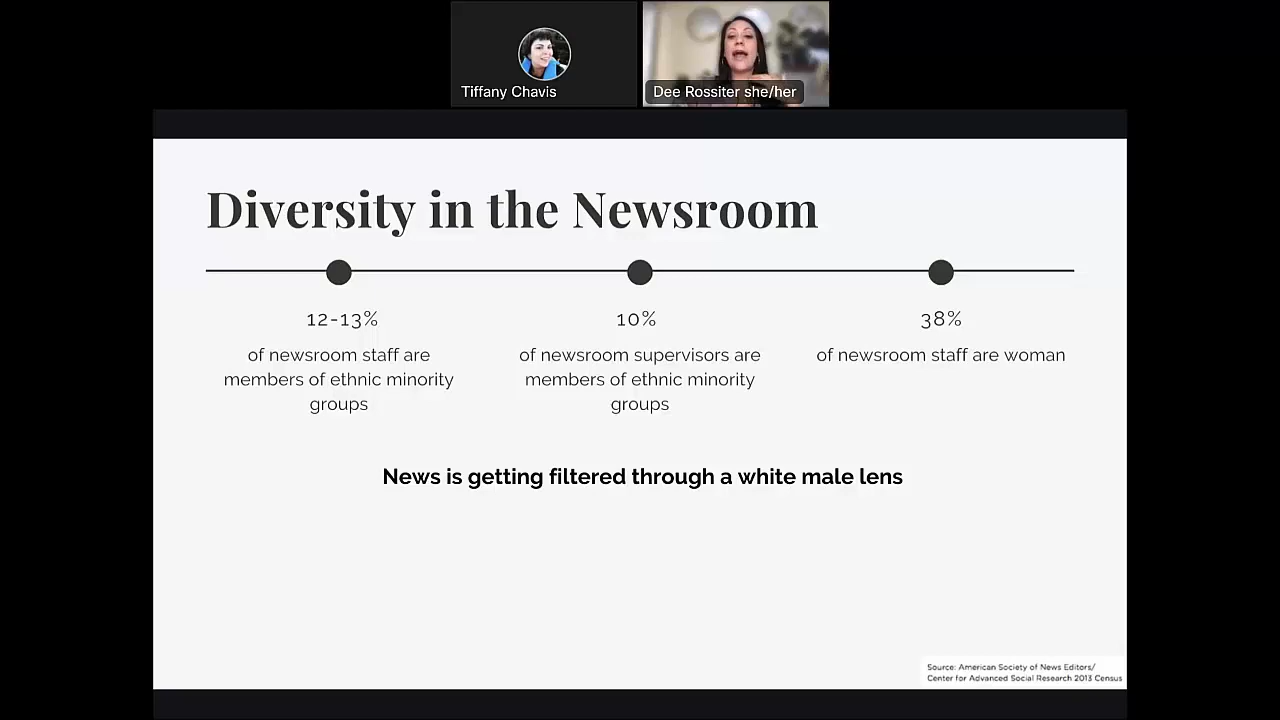 Tiffany Chavis
Dee Rossiter she/her
Diversity in the Newsroom
12-13%
of newsroom staff are
members of ethnic minority
groups
10%
of newsroom supervisors are
members of ethnic minority
groups
38%
of newsroom staff are woman
News is getting filtered through a white male lens
Source: American Society of News Editors/
Center for Advanced Social Research 2013 Census